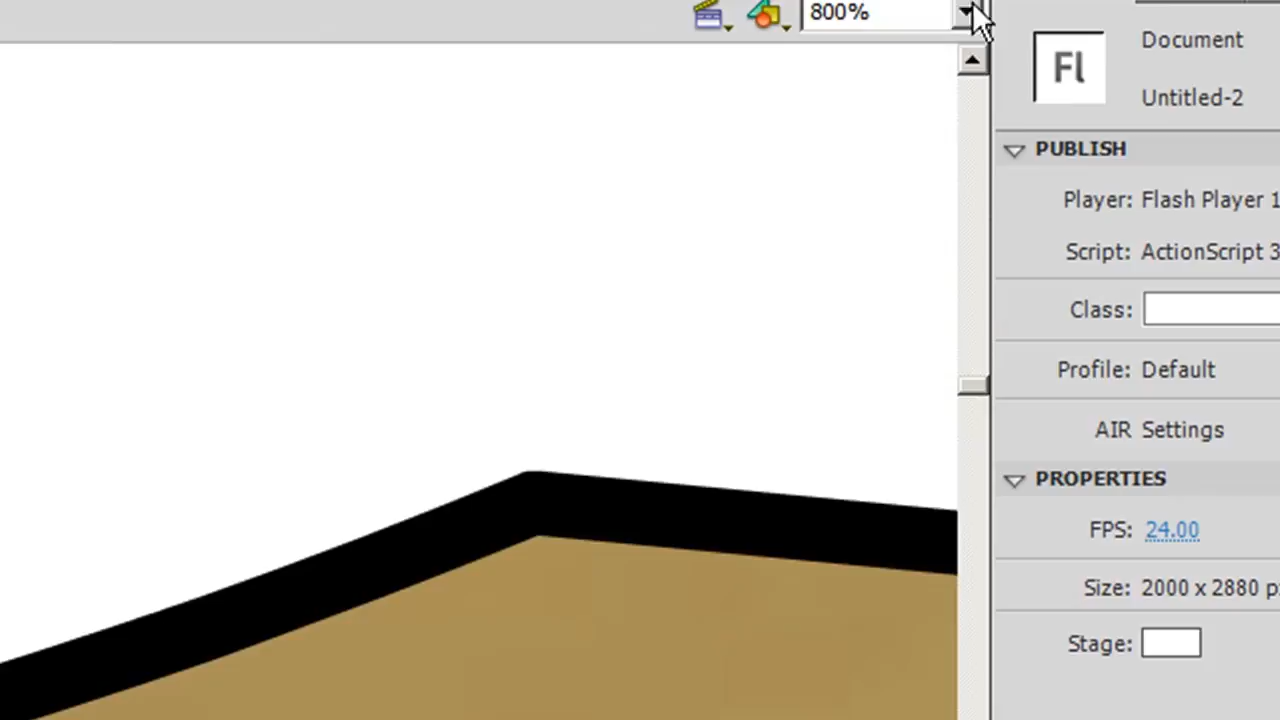 800%
Fl
Document
Untitled-2
PUBLISH
Player: Flash Player 1
Script: ActionScript 3
Class:
Profile: Default
AIR Settings
PROPERTIES
FPS: 24.00
Size: 2000 x 2880 p
Stage: